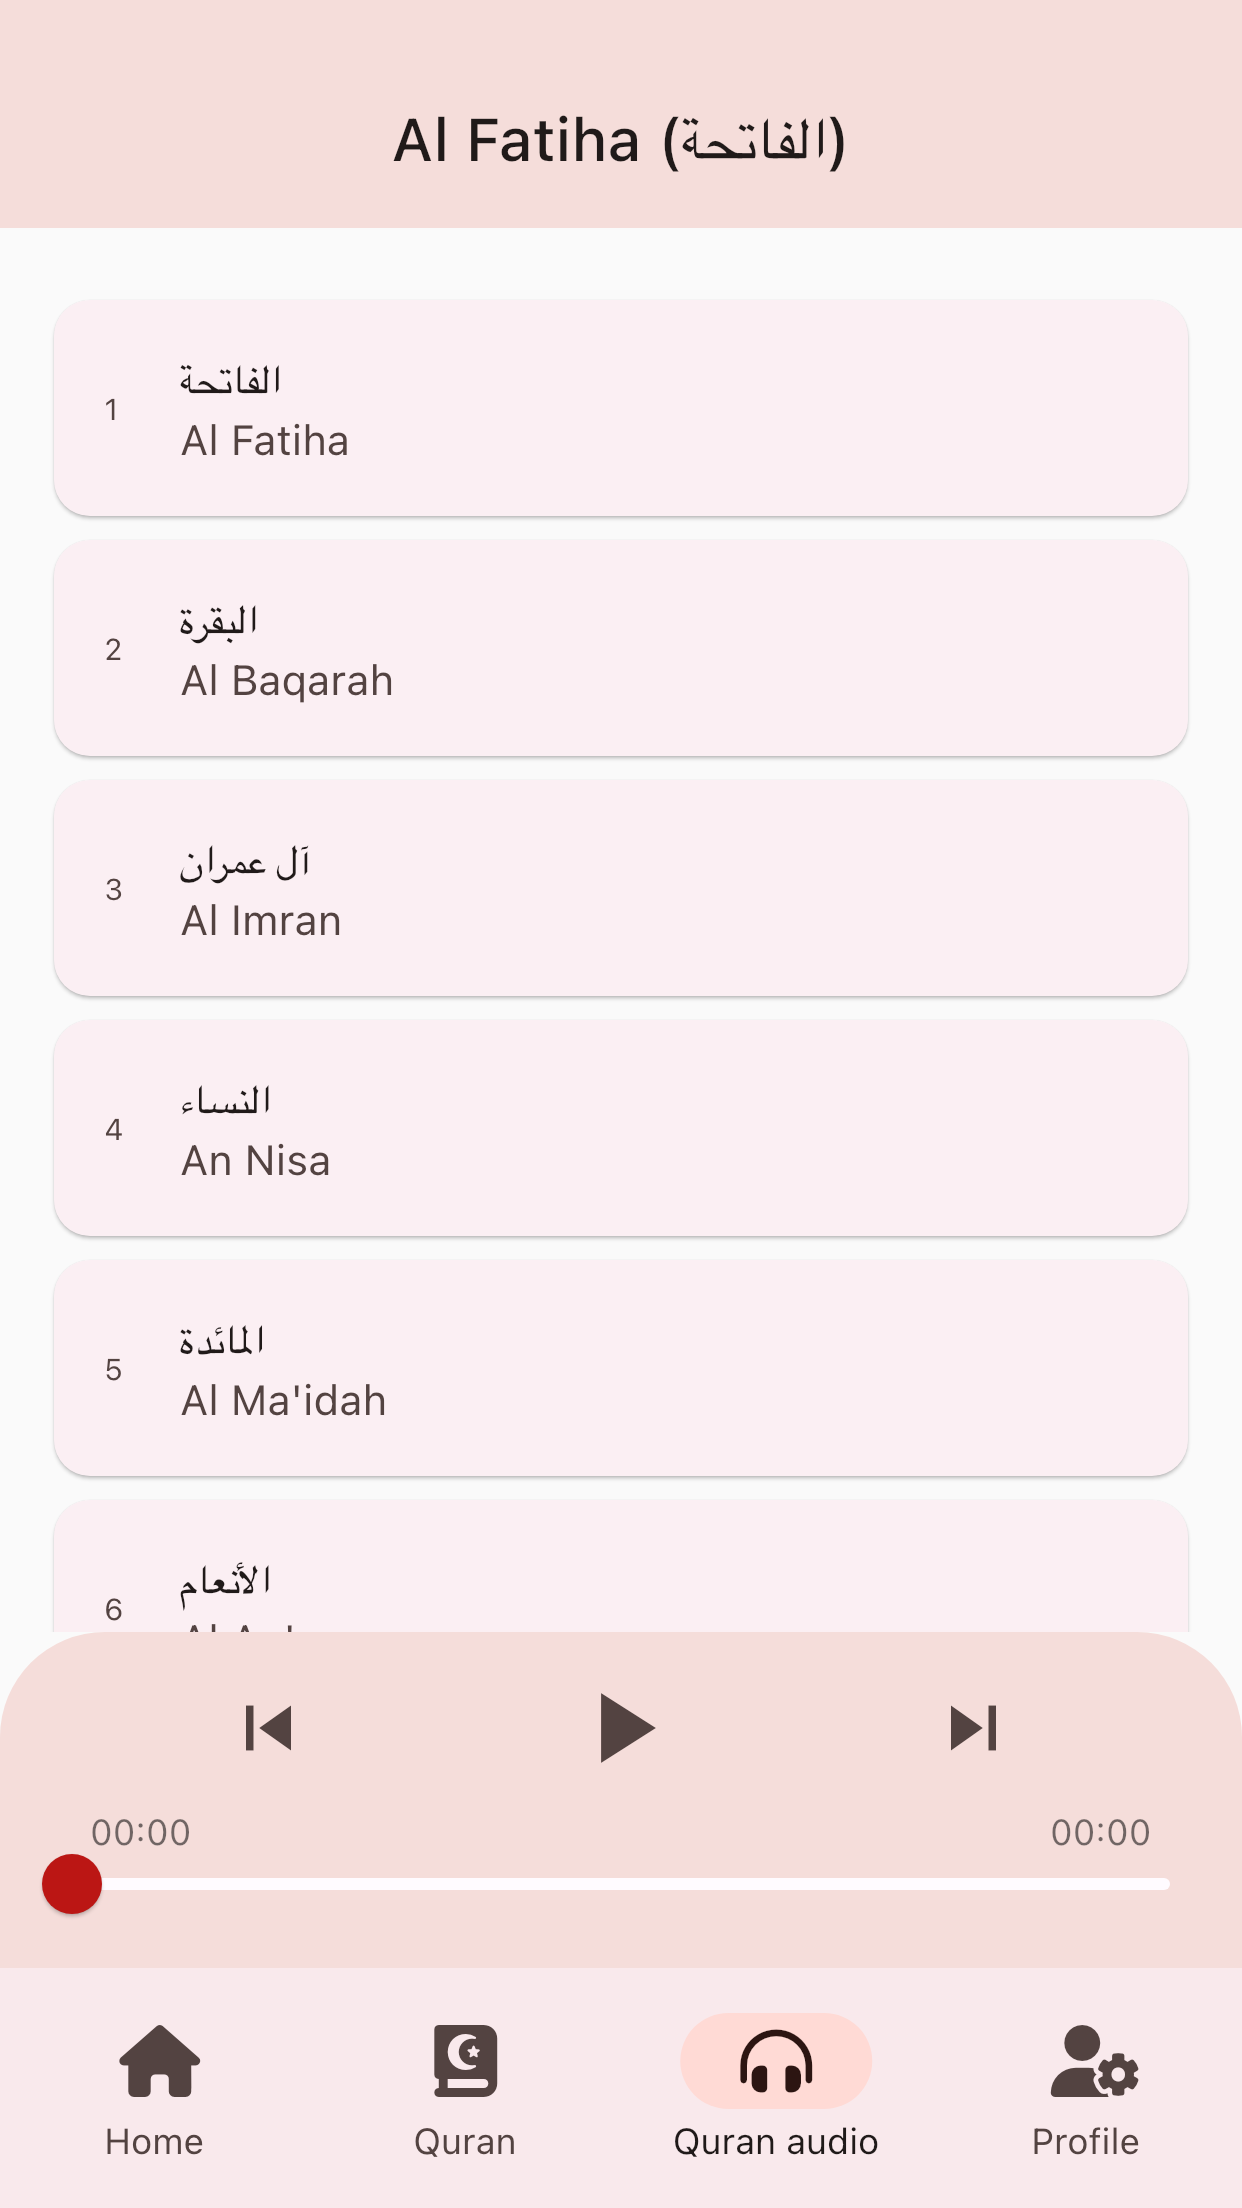 Al Fatiha (الفاتحة)
1
الفاتحة
Al Fatiha
2
البقرة
Al Baqarah
3
آل عمران
Al Imran
4
النساء
An Nisa
5
المائدة
Al Ma'idah
6
الأنعام
00:00
00:00
Home
Quran
Quran audio
Profile